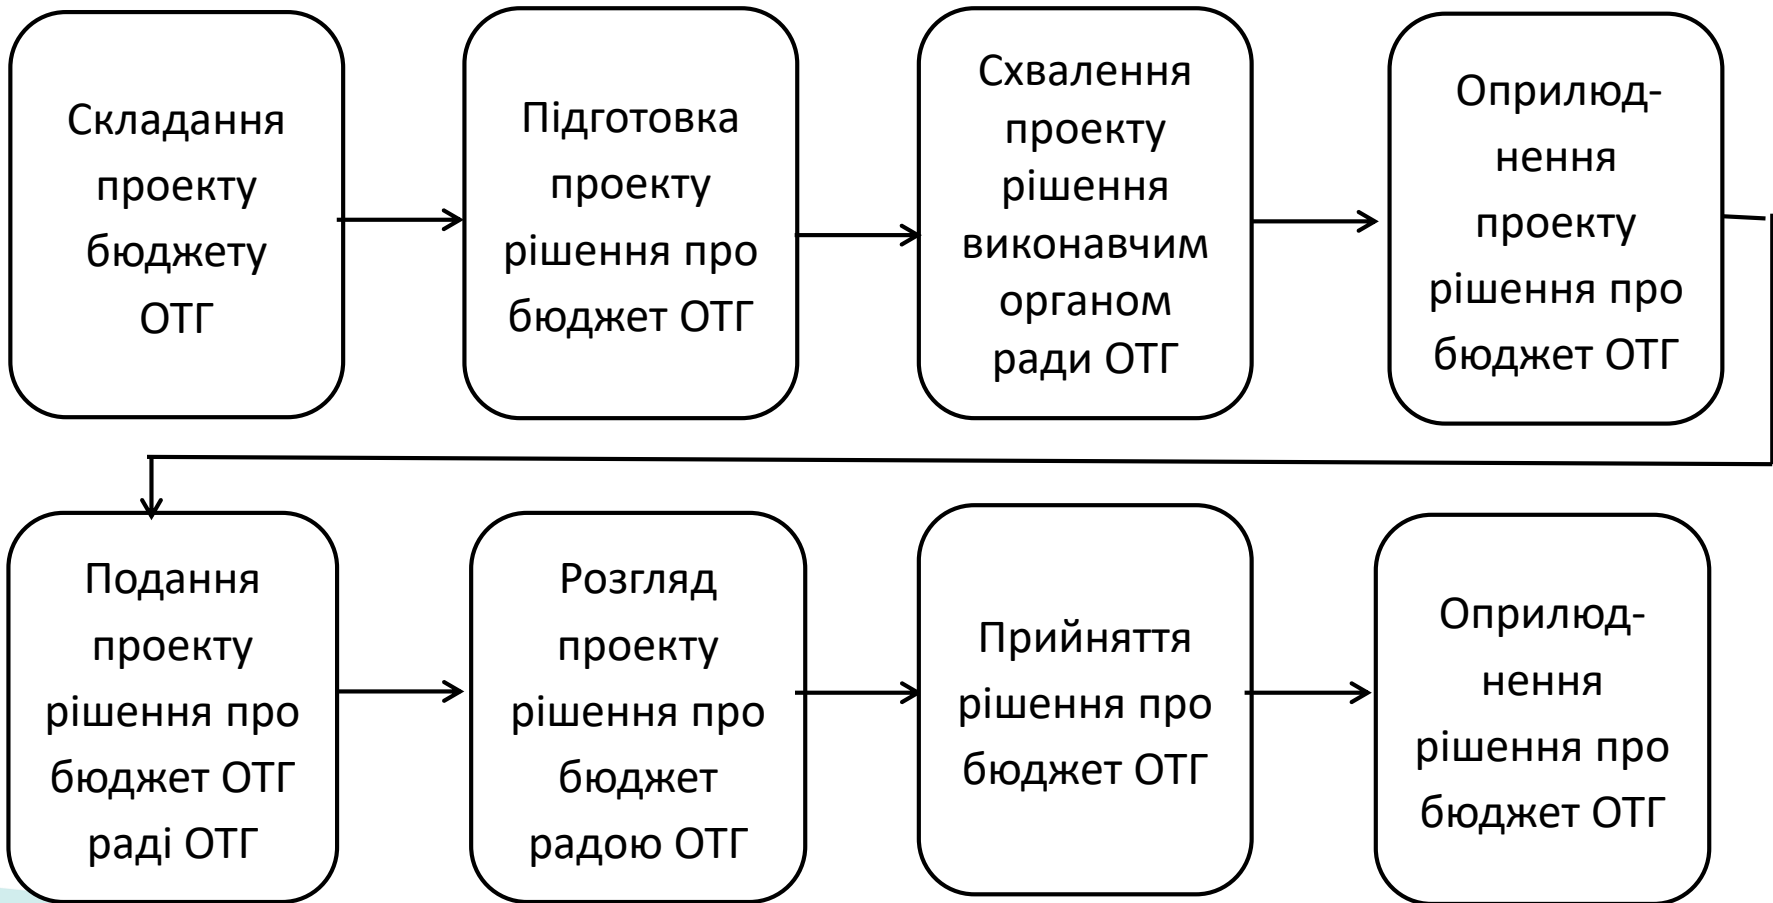 Складання
проекту
бюджету
ОТГ
Підготовка
проекту
рішення про
бюджет ОТГ
Схвалення
проекту
рішення
виконавчим
органом
ради ОТГ
Оприлюд-
нення
проекту
рішення про
бюджет ОТГ
Подання
проекту
рішення про
бюджет ОТГ
раді ОТГ
Розгляд
проекту
рішення про
бюджет
радою ОТГ
Прийняття
рішення про
бюджет ОТГ
Оприлюд-
нення
рішення про
бюджет ОТГ